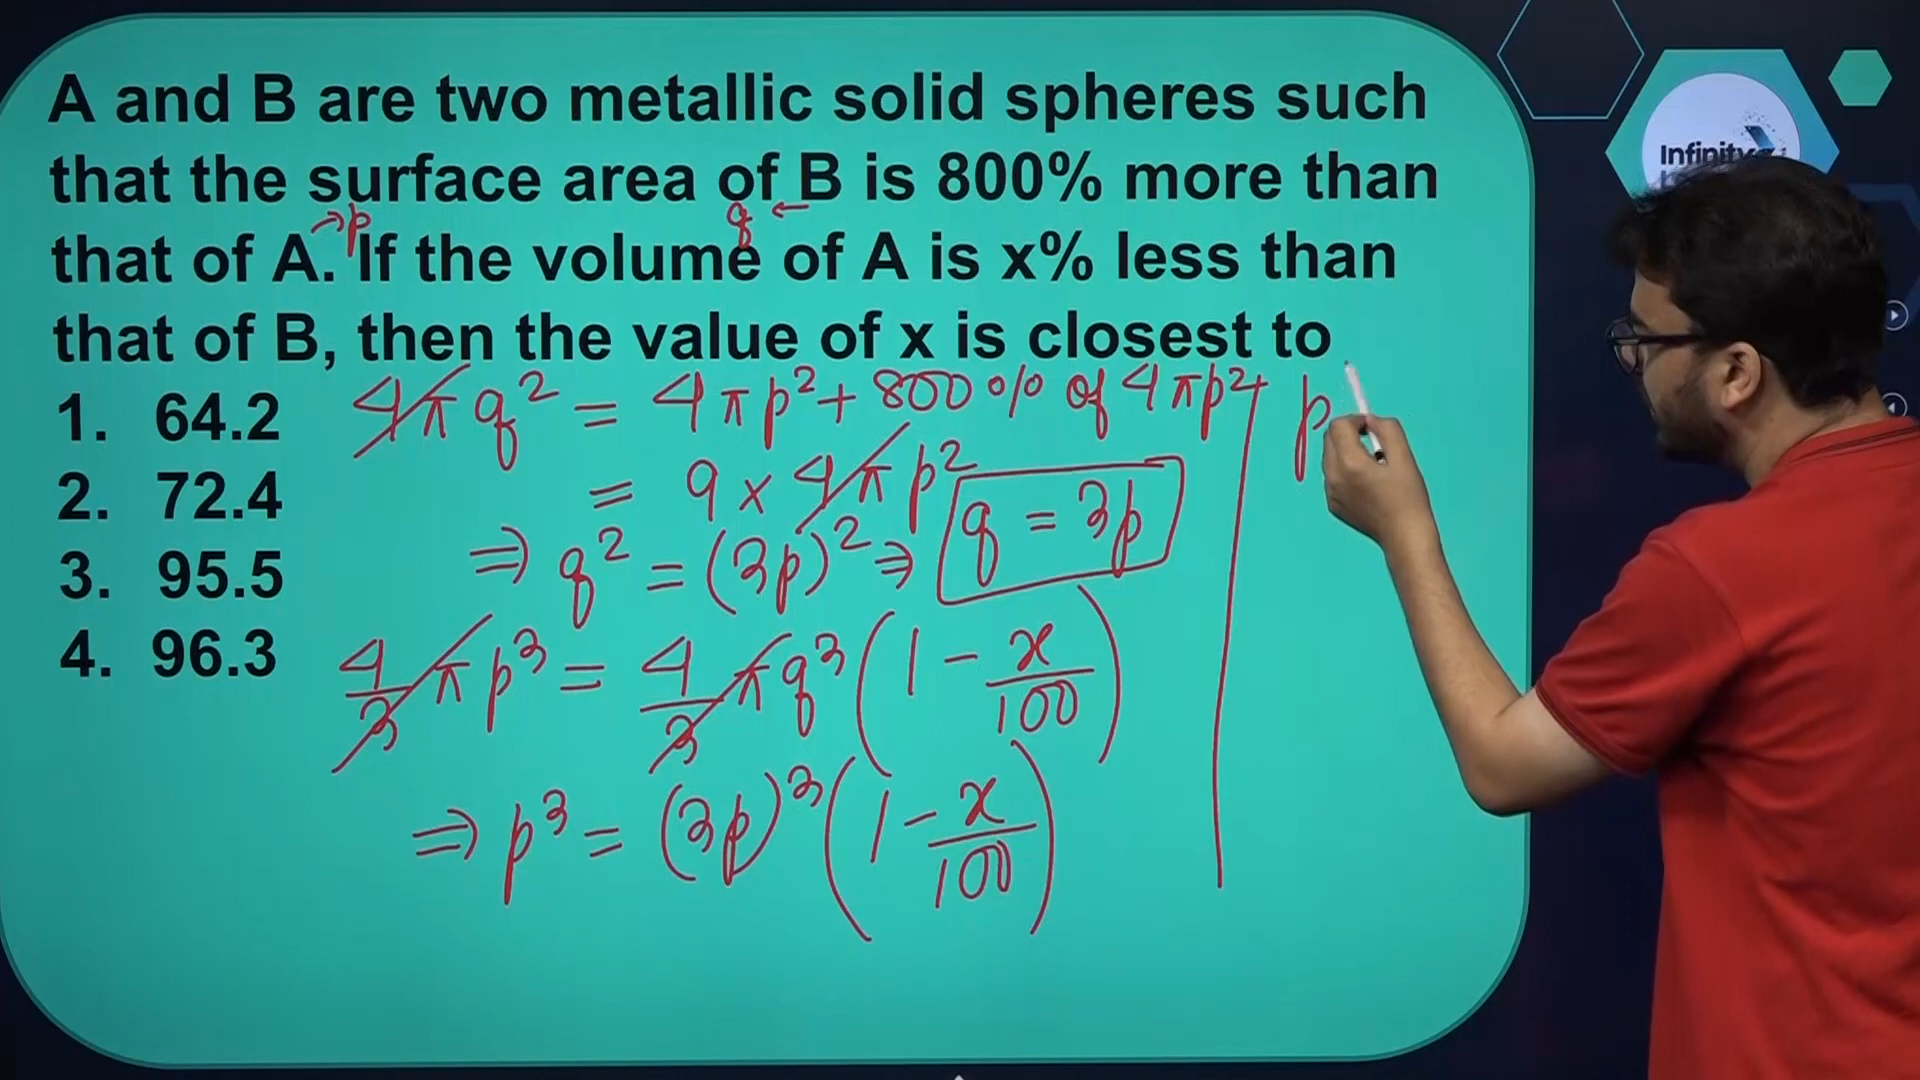 A and B are two metallic solid spheres such
that the surface area of B is 800% more than
→p q ←
that of A. If the volume of A is x% less than
that of B, then the value of x is closest to
1. 64.2
2. 72.4
3. 95.5
4. 96.3
4πq² = 4πp² + 800% of 4πp²
= 9 × 4πp²
⇒ q² = (3p)² ⇒ q = 3p
4/3 πp³ = 4/3 πq³ (1 - x/100)
⇒ p³ = (3p)³ (1 - x/100)
p
Infinity